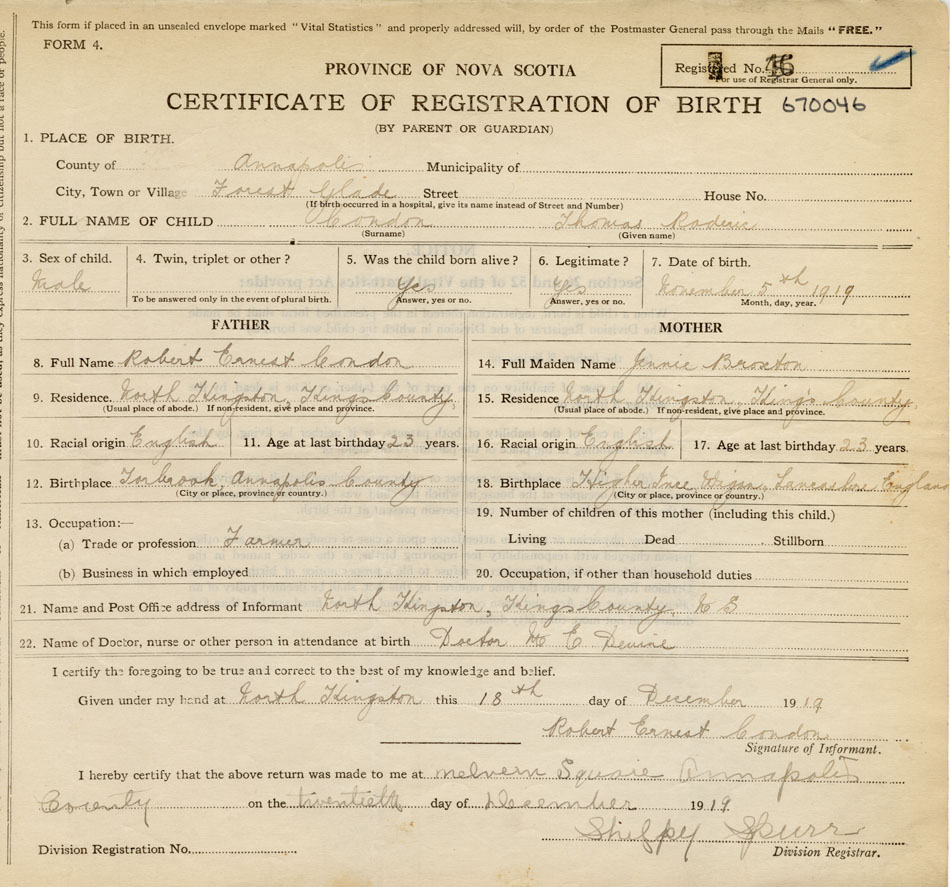 This form if placed in an unsealed envelope marked "Vital Statistics" and properly addressed will, by order of the Postmaster General pass through the Mails "FREE."
FORM 4.
Registered No. 46
For use of Registrar General only.
PROVINCE OF NOVA SCOTIA
CERTIFICATE OF REGISTRATION OF BIRTH 670046
(BY PARENT OR GUARDIAN)
1. PLACE OF BIRTH.
County of Annapolis Municipality of
City, Town or Village Forest Glade Street House No.
(If birth occurred in a hospital, give its name instead of Street and Number)
2. FULL NAME OF CHILD Condon Thomas Roderic
(Surname) (Given name)
3. Sex of child. 4. Twin, triplet or other? 5. Was the child born alive? 6. Legitimate? 7. Date of birth.
Male Yes Yes November 5th 1919
To be answered only in the event of plural birth. Answer, yes or no. Answer, yes or no. Month, day, year.
FATHER MOTHER
8. Full Name Robert Ernest Condon 14. Full Maiden Name Jennie Broxton
9. Residence. North Kingston, Kings County, 15. Residence North Kingston, Kings County,
(Usual place of abode.) If non-resident, give place and province. (Usual place of abode.) If non-resident, give place and province.
10. Racial origin English 11. Age at last birthday 23 years. 16. Racial origin English 17. Age at last birthday 23 years.
12. Birthplace Torbrook, Annapolis County 18. Birthplace Higher Ince Wigan, Lancashire England
(City or place, province or country.) (City or place, province or country.)
19. Number of children of this mother (including this child.)
13. Occupation:—
(a) Trade or profession Farmer Living Dead Stillborn
(b) Business in which employed 20. Occupation, if other than household duties
21. Name and Post Office address of Informant North Kingston, Kings County, N S
22. Name of Doctor, nurse or other person in attendance at birth Doctor M E Devine
I certify the foregoing to be true and correct to the best of my knowledge and belief.
Given under my hand at North Kingston this 18th day of December 1919
Robert Ernest Condon
Signature of Informant.
I hereby certify that the above return was made to me at Melvern Square Annapolis
County on the twentieth day of December 1919.
Shilpy Spurr
Division Registration No.
Division Registrar.